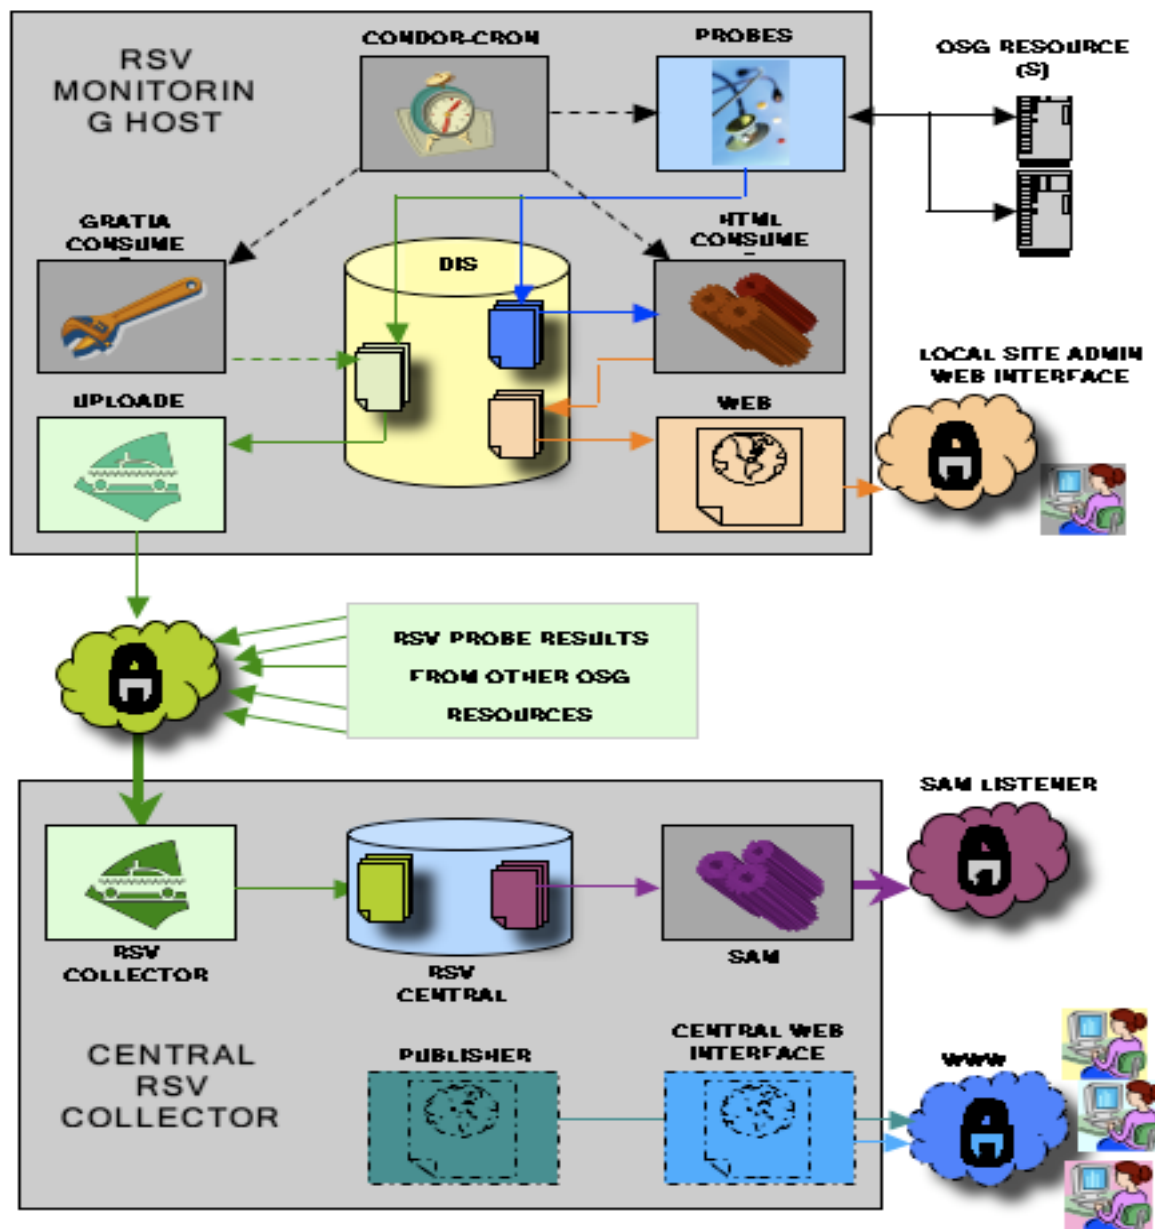 RSV
MONITORIN
G HOST
CONDOR-CRON
PROBES
OSG RESOURCE
(S)
GRATIA
CONSUME
DIS
HTML
CONSUME
UPLOADE
WEB
LOCAL SITE ADMIN
WEB INTERFACE
RSV PROBE RESULTS
FROM OTHER OSG
RESOURCES
SAM LISTENER
RSV
COLLECTOR
RSV
CENTRAL
SAM
CENTRAL
RSV
COLLECTOR
PUBLISHER
CENTRAL WEB
INTERFACE
WWW